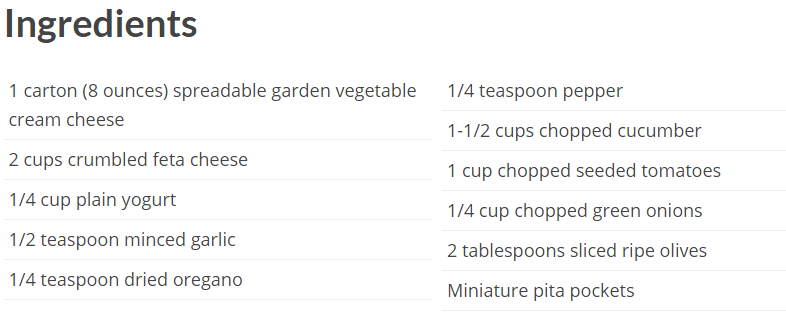 Ingredients
1 carton (8 ounces) spreadable garden vegetable
cream cheese
2 cups crumbled feta cheese
1/4 cup plain yogurt
1/2 teaspoon minced garlic
1/4 teaspoon dried oregano
1/4 teaspoon pepper
1-1/2 cups chopped cucumber
1 cup chopped seeded tomatoes
1/4 cup chopped green onions
2 tablespoons sliced ripe olives
Miniature pita pockets